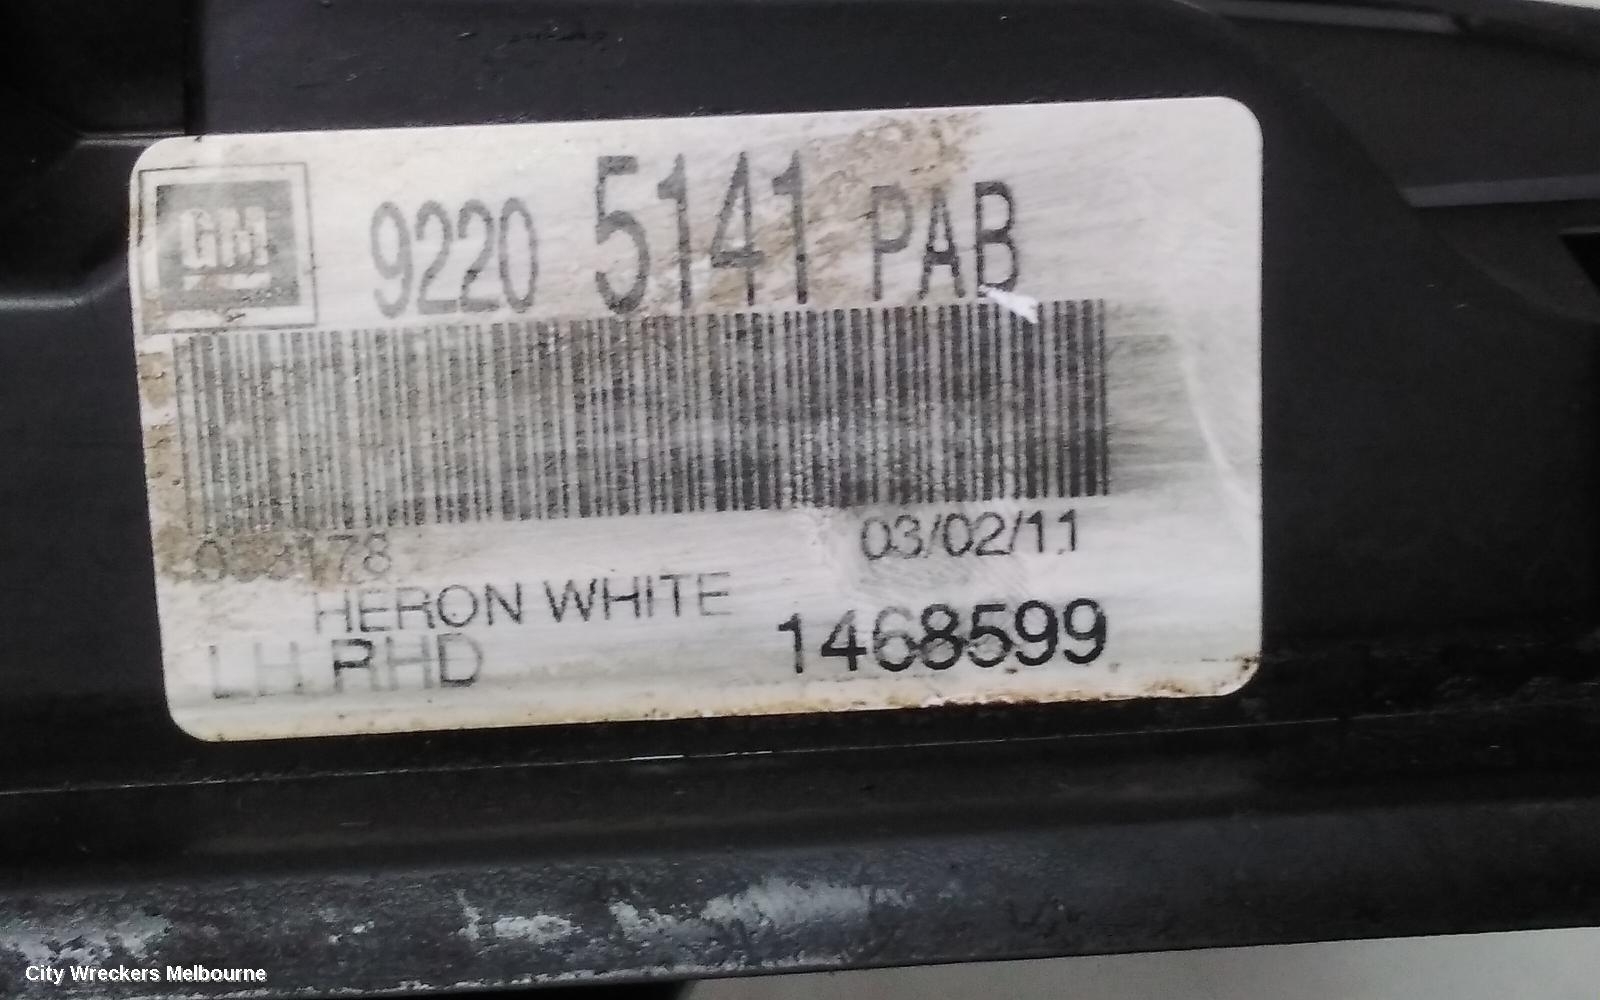 GM
9220 5141 PAB
03/02/11
HERON WHITE
LH RHD
1468599
City Wreckers Melbourne